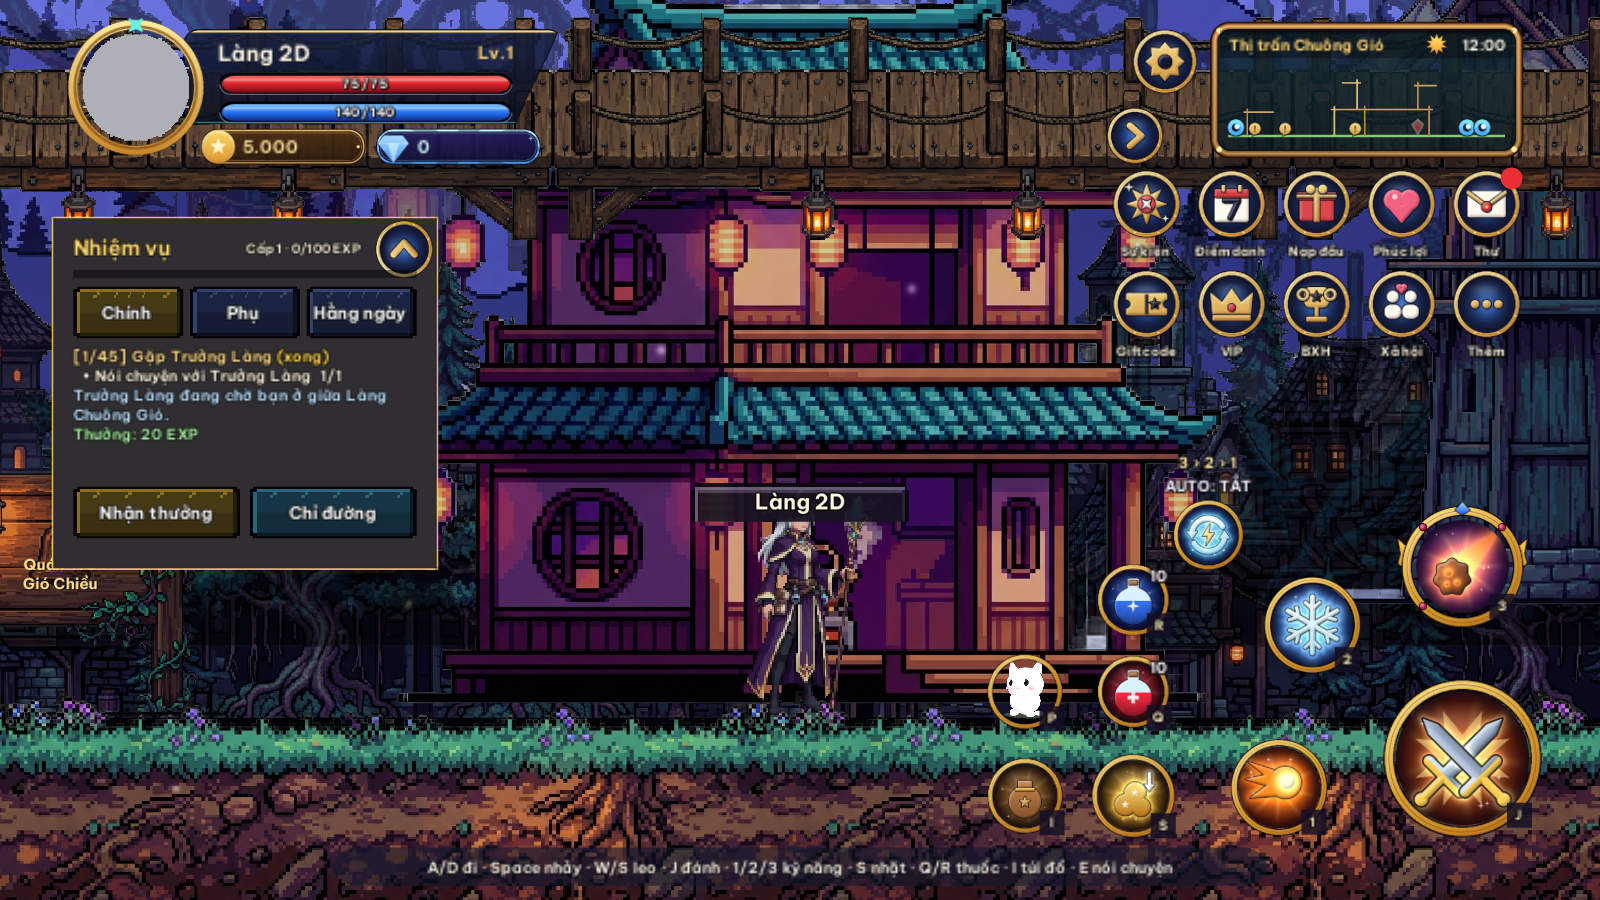 Làng 2D
Lv.1
75/75
140/140
5.000
0
Thị trấn Chuông Gió
12:00
Nhiệm vụ
Cấp 1 · 0/100 EXP
Chính
Phụ
Hằng ngày
[1/45] Gặp Trưởng Làng (xong)
• Nói chuyện với Trưởng Làng 1/1
Trưởng Làng đang chờ bạn ở giữa Làng
Chuông Gió.
Thưởng: 20 EXP
Nhận thưởng
Chỉ đường
Gió Chiều
Sự kiện
7
Điểm danh
Nạp đầu
Phúc lợi
Thư
Giftcode
VIP
BXH
Xã hội
Thêm
3 › 2 › 1
AUTO: TẮT
Làng 2D
10
R
3
2
10
P
Q
I
S
1
J
A/D đi · Space nhảy · W/S leo · J đánh · 1/2/3 kỹ năng · S nhặt · Q/R thuốc · I túi đồ · E nói chuyện